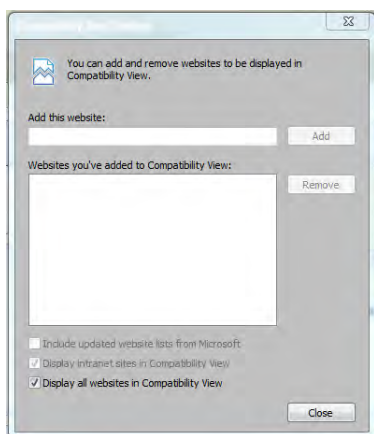 You can add and remove websites to be displayed in
Compatibility View.
Add this website:
Add
Websites you've added to Compatibility View:
Remove
Include updated website lists from Microsoft
Display intranet sites in Compatibility View
Display all websites in Compatibility View
Close